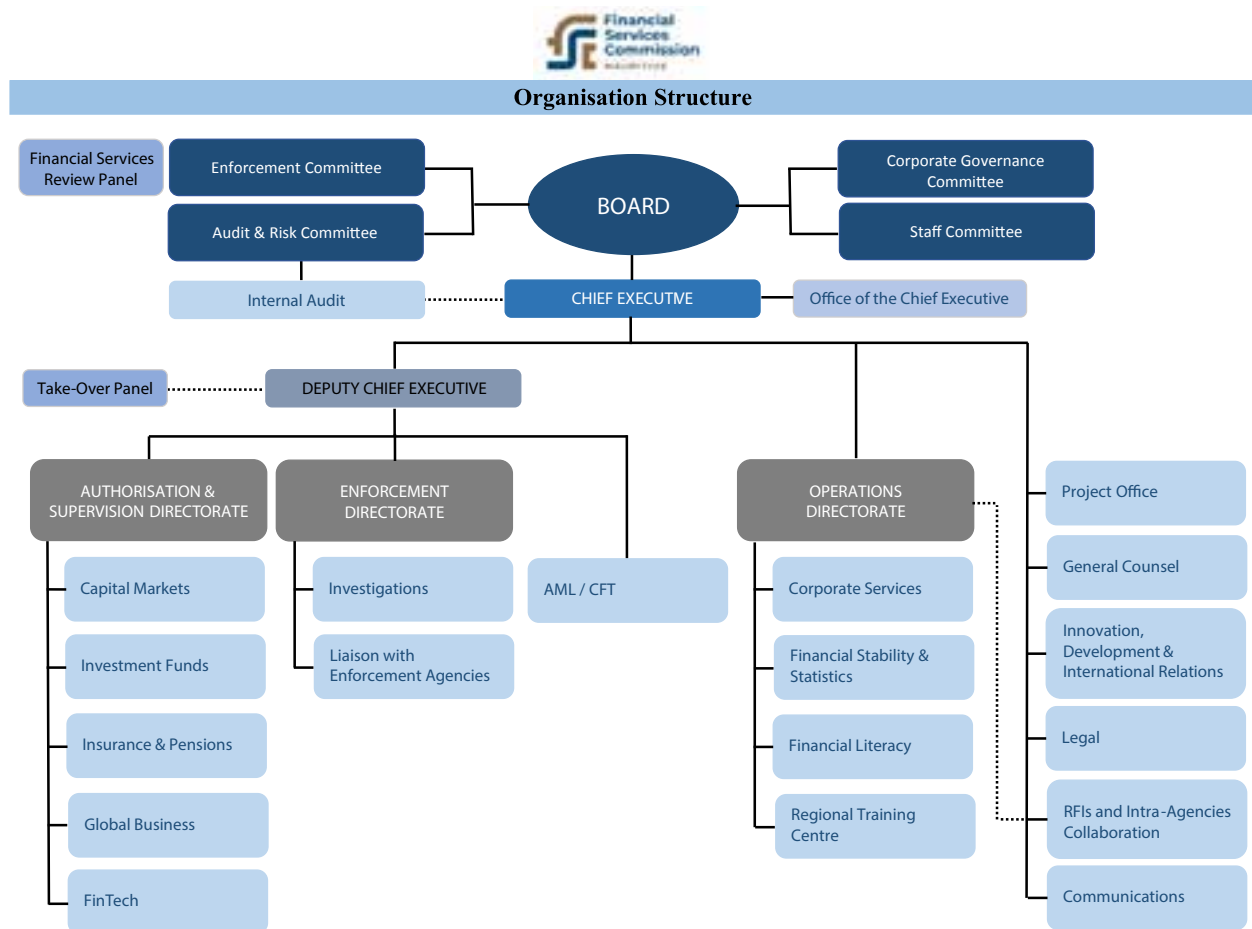 Financial
Services
Commission
MAURITIUS
Organisation Structure
Financial Services
Review Panel
Enforcement Committee
Audit & Risk Committee
BOARD
Corporate Governance
Committee
Staff Committee
Internal Audit
CHIEF EXECUTIVE
Office of the Chief Executive
Take-Over Panel
DEPUTY CHIEF EXECUTIVE
AUTHORISATION &
SUPERVISION DIRECTORATE
Capital Markets
Investment Funds
Insurance & Pensions
Global Business
FinTech
ENFORCEMENT
DIRECTORATE
Investigations
Liaison with
Enforcement Agencies
AML / CFT
OPERATIONS
DIRECTORATE
Corporate Services
Financial Stability &
Statistics
Financial Literacy
Regional Training
Centre
Project Office
General Counsel
Innovation,
Development &
International Relations
Legal
RFIs and Intra-Agencies
Collaboration
Communications